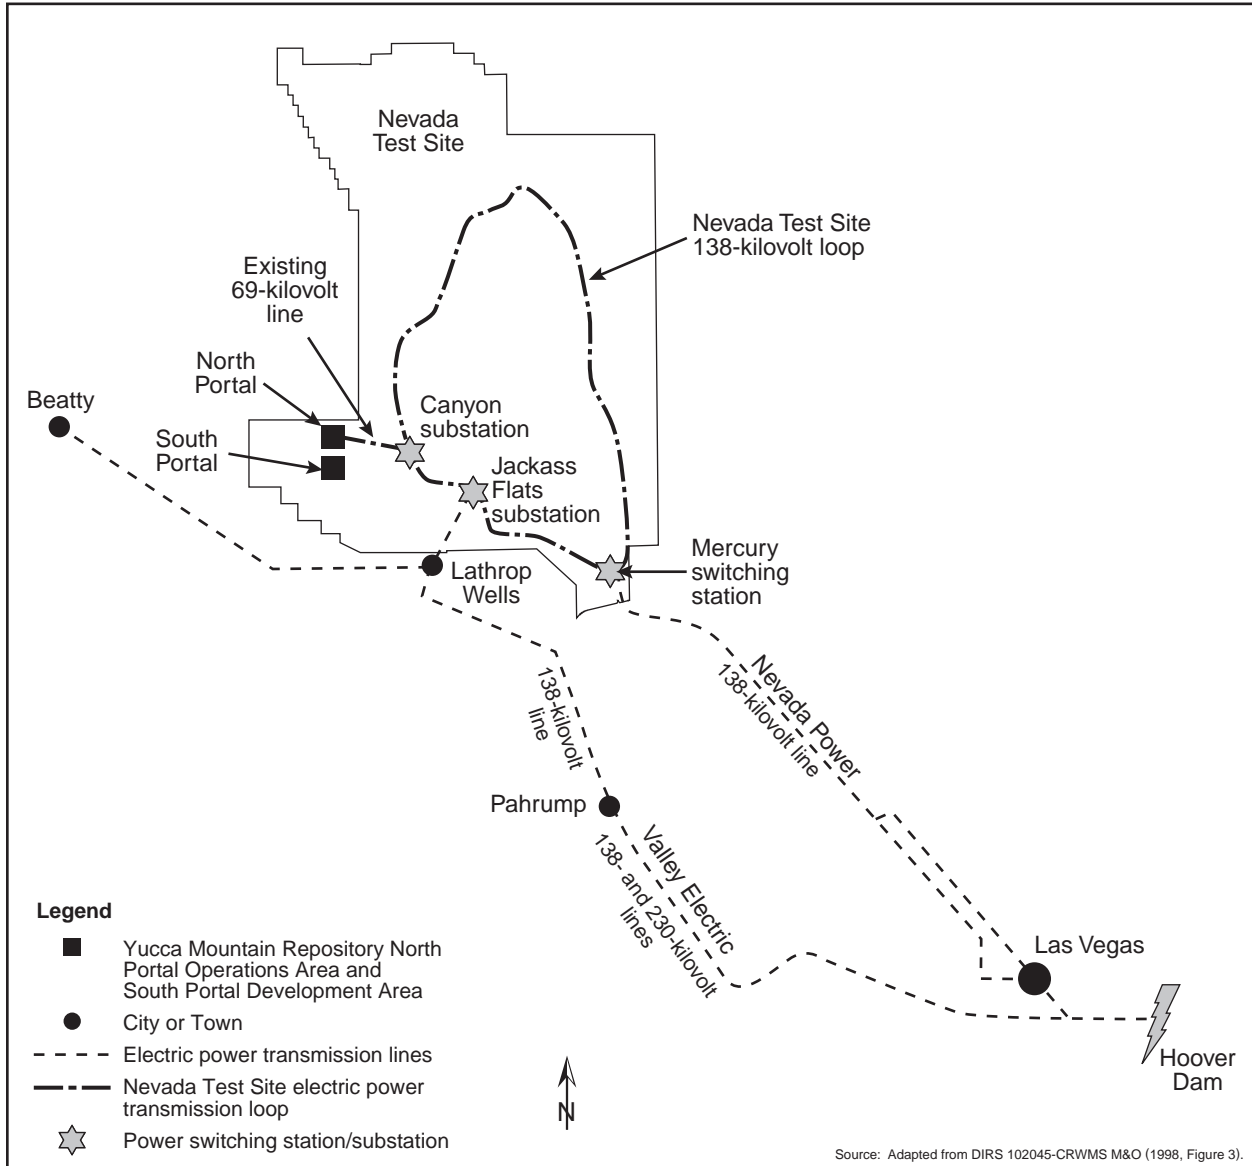 Nevada
Test Site
Nevada Test Site
138-kilovolt loop
Existing
69-kilovolt
line
North
Portal
Beatty
South
Portal
Canyon
substation
Jackass
Flats
substation
Mercury
switching
station
Lathrop
Wells
138-kilovolt
line
Nevada Power
138-kilovolt line
Pahrump
Valley Electric
138- and 230-kilovolt
lines
Las Vegas
Hoover
Dam
Legend
Yucca Mountain Repository North
Portal Operations Area and
South Portal Development Area
City or Town
Electric power transmission lines
Nevada Test Site electric power
transmission loop
Power switching station/substation
N
Source: Adapted from DIRS 102045-CRWMS M&O (1998, Figure 3).